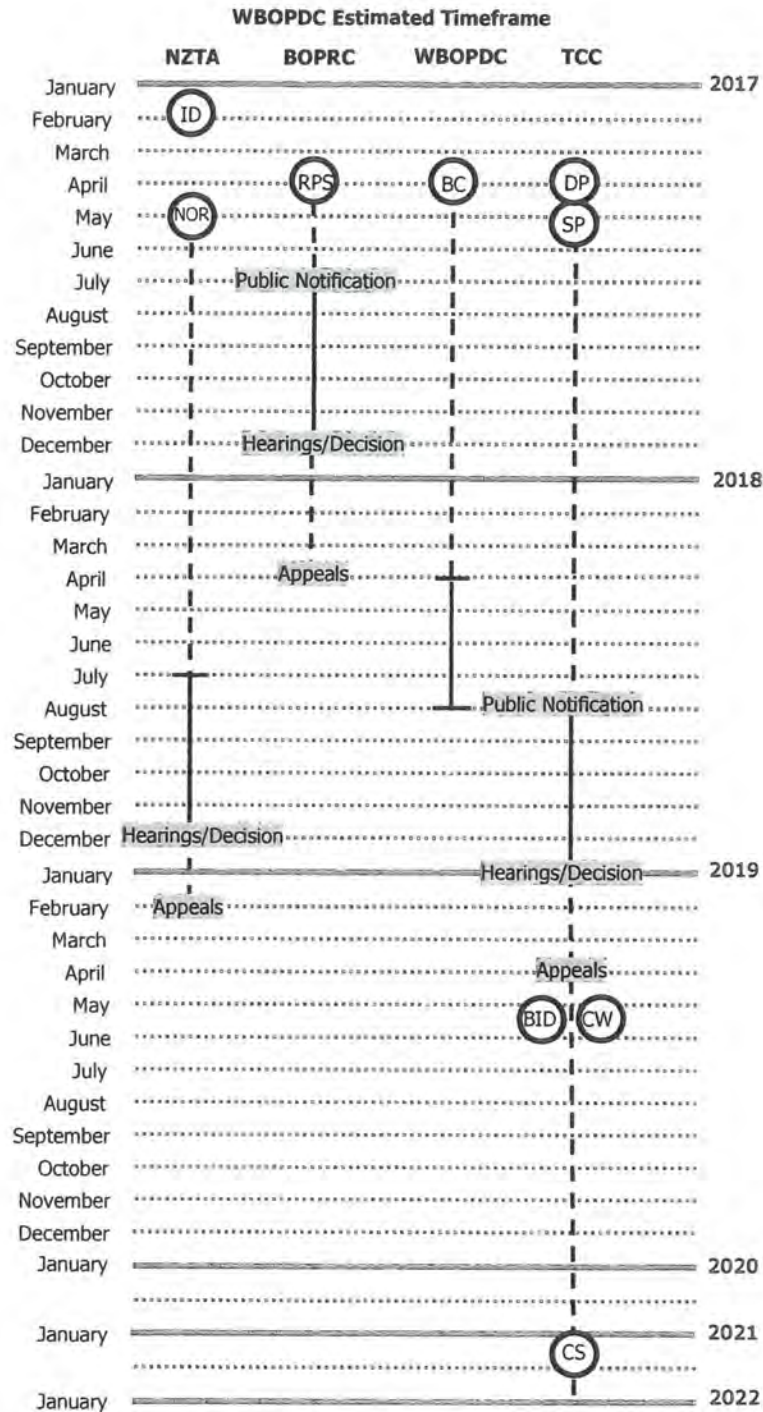 WBOPDC Estimated Timeframe
NZTA BOPRC WBOPDC TCC
January 2017
February ID
March
April RPS BC DP
May NOR SP
June
July Public Notification
August
September
October
November
December Hearings/Decision
January 2018
February
March
April Appeals
May
June
July
August Public Notification
September
October
November
December Hearings/Decision
January Hearings/Decision 2019
February Appeals
March
April Appeals
May BID CW
June
July
August
September
October
November
December
January 2020
January 2021
CS
January 2022